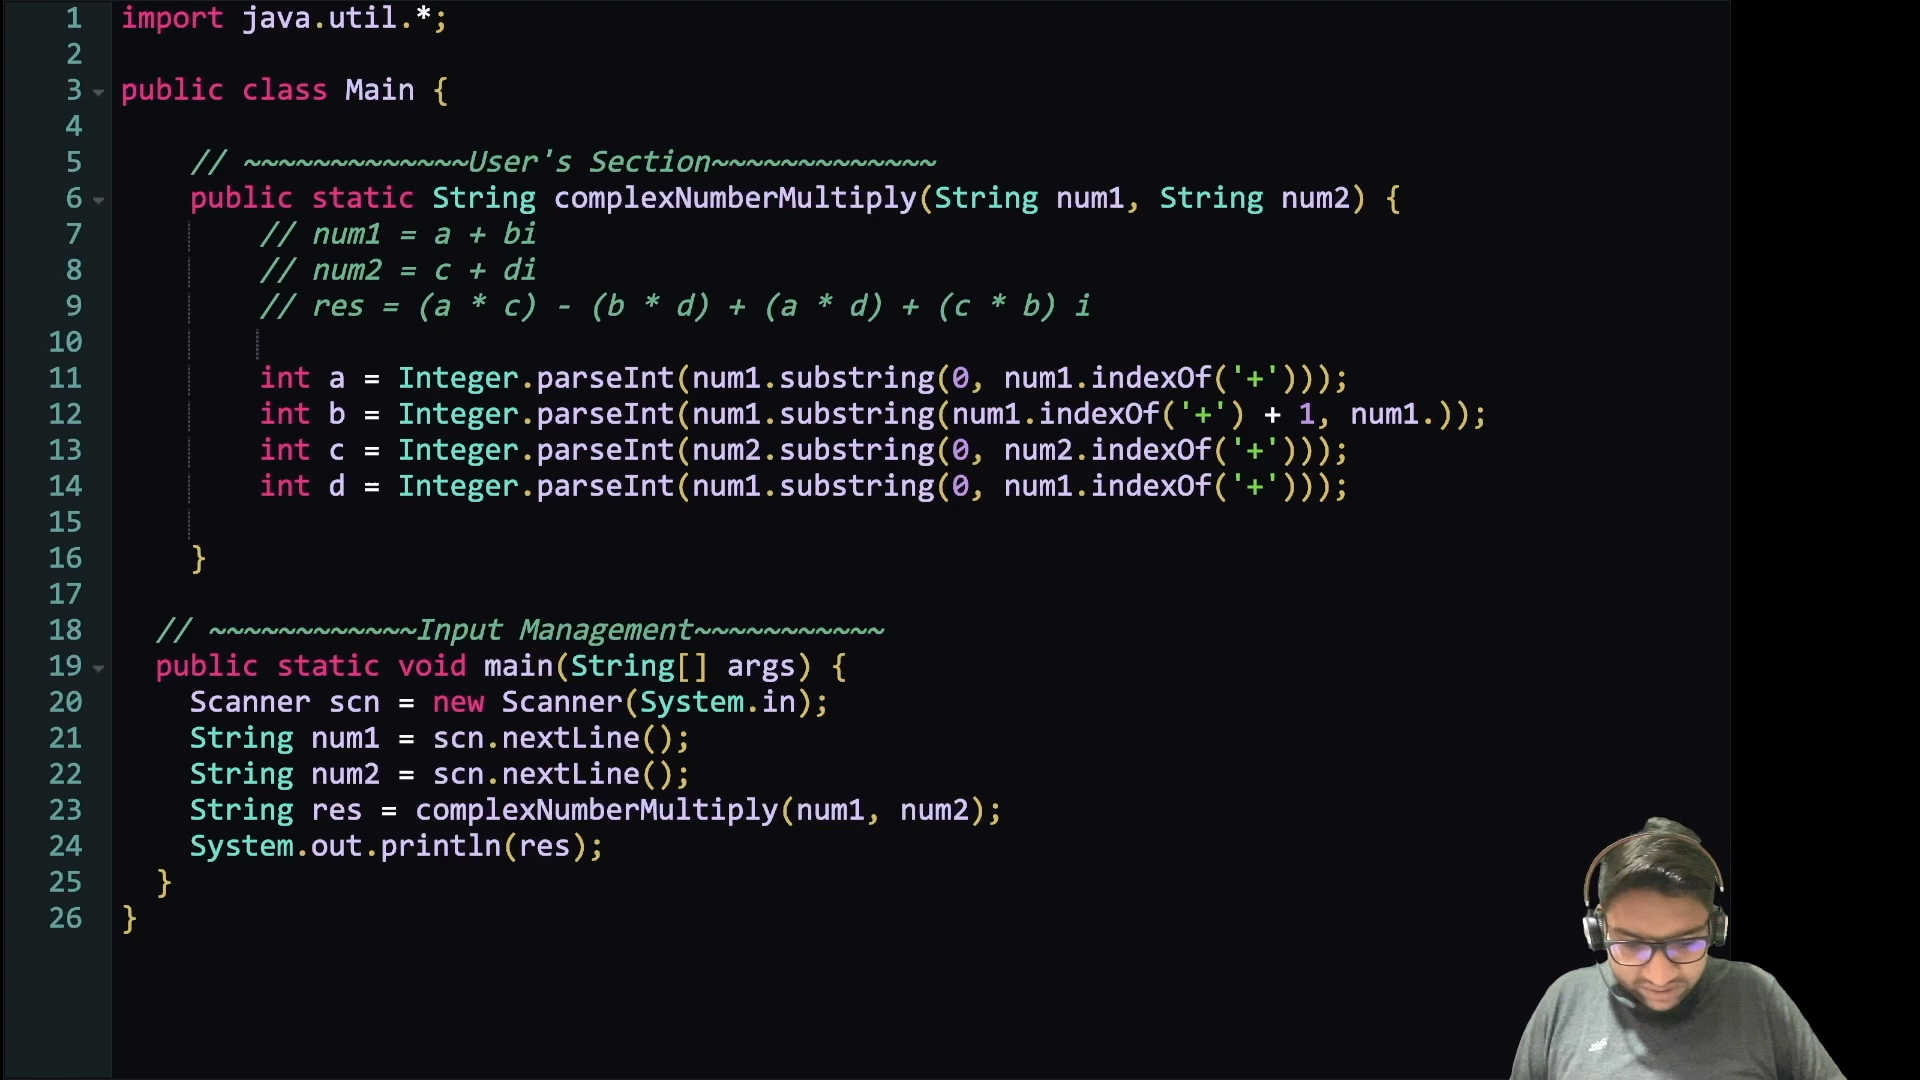 1 import java.util.*;
2
3 public class Main {
4
5 // ~~~~~~~~~~~~~User's Section~~~~~~~~~~~~~
6 public static String complexNumberMultiply(String num1, String num2) {
7 // num1 = a + bi
8 // num2 = c + di
9 // res = (a * c) - (b * d) + (a * d) + (c * b) i
10
11 int a = Integer.parseInt(num1.substring(0, num1.indexOf('+')));
12 int b = Integer.parseInt(num1.substring(num1.indexOf('+') + 1, num1.));
13 int c = Integer.parseInt(num2.substring(0, num2.indexOf('+')));
14 int d = Integer.parseInt(num1.substring(0, num1.indexOf('+')));
15
16 }
17
18 // ~~~~~~~~~~~~Input Management~~~~~~~~~~~
19 public static void main(String[] args) {
20 Scanner scn = new Scanner(System.in);
21 String num1 = scn.nextLine();
22 String num2 = scn.nextLine();
23 String res = complexNumberMultiply(num1, num2);
24 System.out.println(res);
25 }
26 }